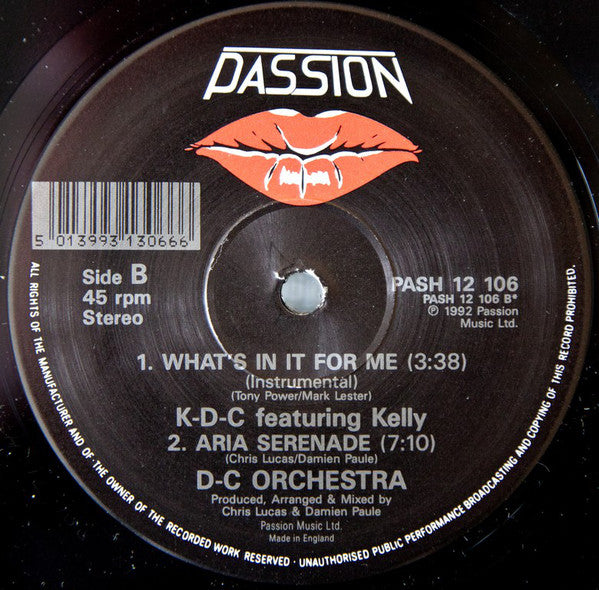 PASSION
5 013993 130666
Side B
45 rpm
Stereo
PASH 12 106
PASH 12 106 B*
℗ 1992 Passion
Music Ltd.
1. WHAT'S IN IT FOR ME (3:38)
(Instrumental)
(Tony Power/Mark Lester)
K-D-C featuring Kelly
2. ARIA SERENADE (7:10)
(Chris Lucas/Damien Paule)
D-C ORCHESTRA
Produced, Arranged & Mixed by
Chris Lucas & Damien Paule
Passion Music Ltd.
Made in England
ALL RIGHTS OF THE MANUFACTURER AND OF THE OWNER OF THE RECORDED WORK RESERVED · UNAUTHORISED PUBLIC PERFORMANCE BROADCASTING AND COPYING OF THIS RECORD PROHIBITED.